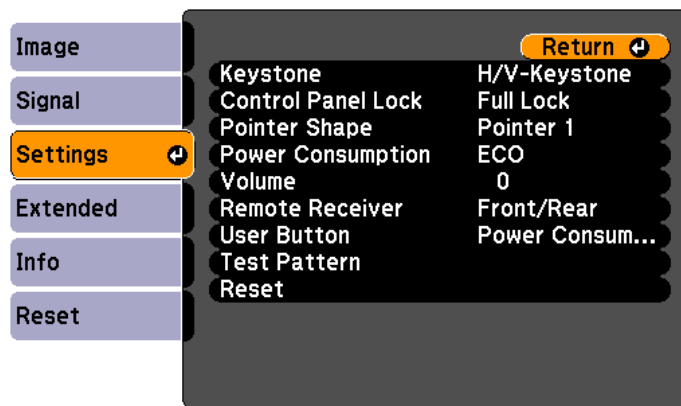 Image
Signal
Settings
Extended
Info
Reset
Return
Keystone H/V-Keystone
Control Panel Lock Full Lock
Pointer Shape Pointer 1
Power Consumption ECO
Volume 0
Remote Receiver Front/Rear
User Button Power Consum...
Test Pattern
Reset